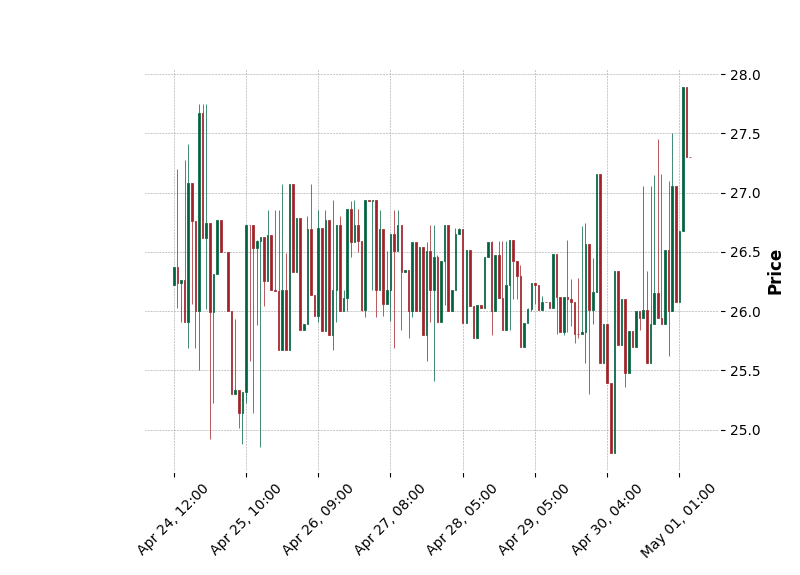 28.0
27.5
27.0
26.5
26.0
25.5
25.0
Price
Apr 24, 12:00
Apr 25, 10:00
Apr 26, 09:00
Apr 27, 08:00
Apr 28, 05:00
Apr 29, 05:00
Apr 30, 04:00
May 01, 01:00